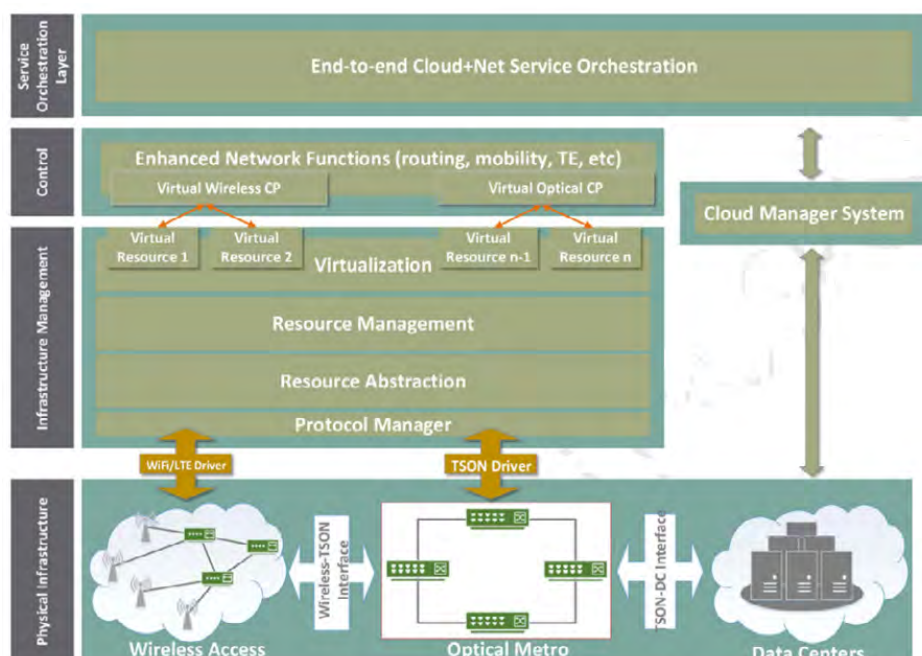 Service
Orchestration
Layer
End-to-end Cloud+Net Service Orchestration
Control
Enhanced Network Functions (routing, mobility, TE, etc)
Virtual Wireless CP
Virtual Optical CP
Cloud Manager System
Infrastructure Management
Virtual
Resource 1
Virtual
Resource 2
Virtualization
Virtual
Resource n-1
Virtual
Resource n
Resource Management
Resource Abstraction
Protocol Manager
WiFi/LTE Driver
TSON Driver
Physical Infrastructure
Wireless-TSON
Interface
TSON-DC Interface
Wireless Access
Optical Metro
Data Centers